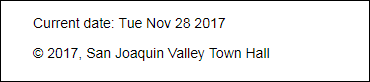 Current date: Tue Nov 28 2017
© 2017, San Joaquin Valley Town Hall